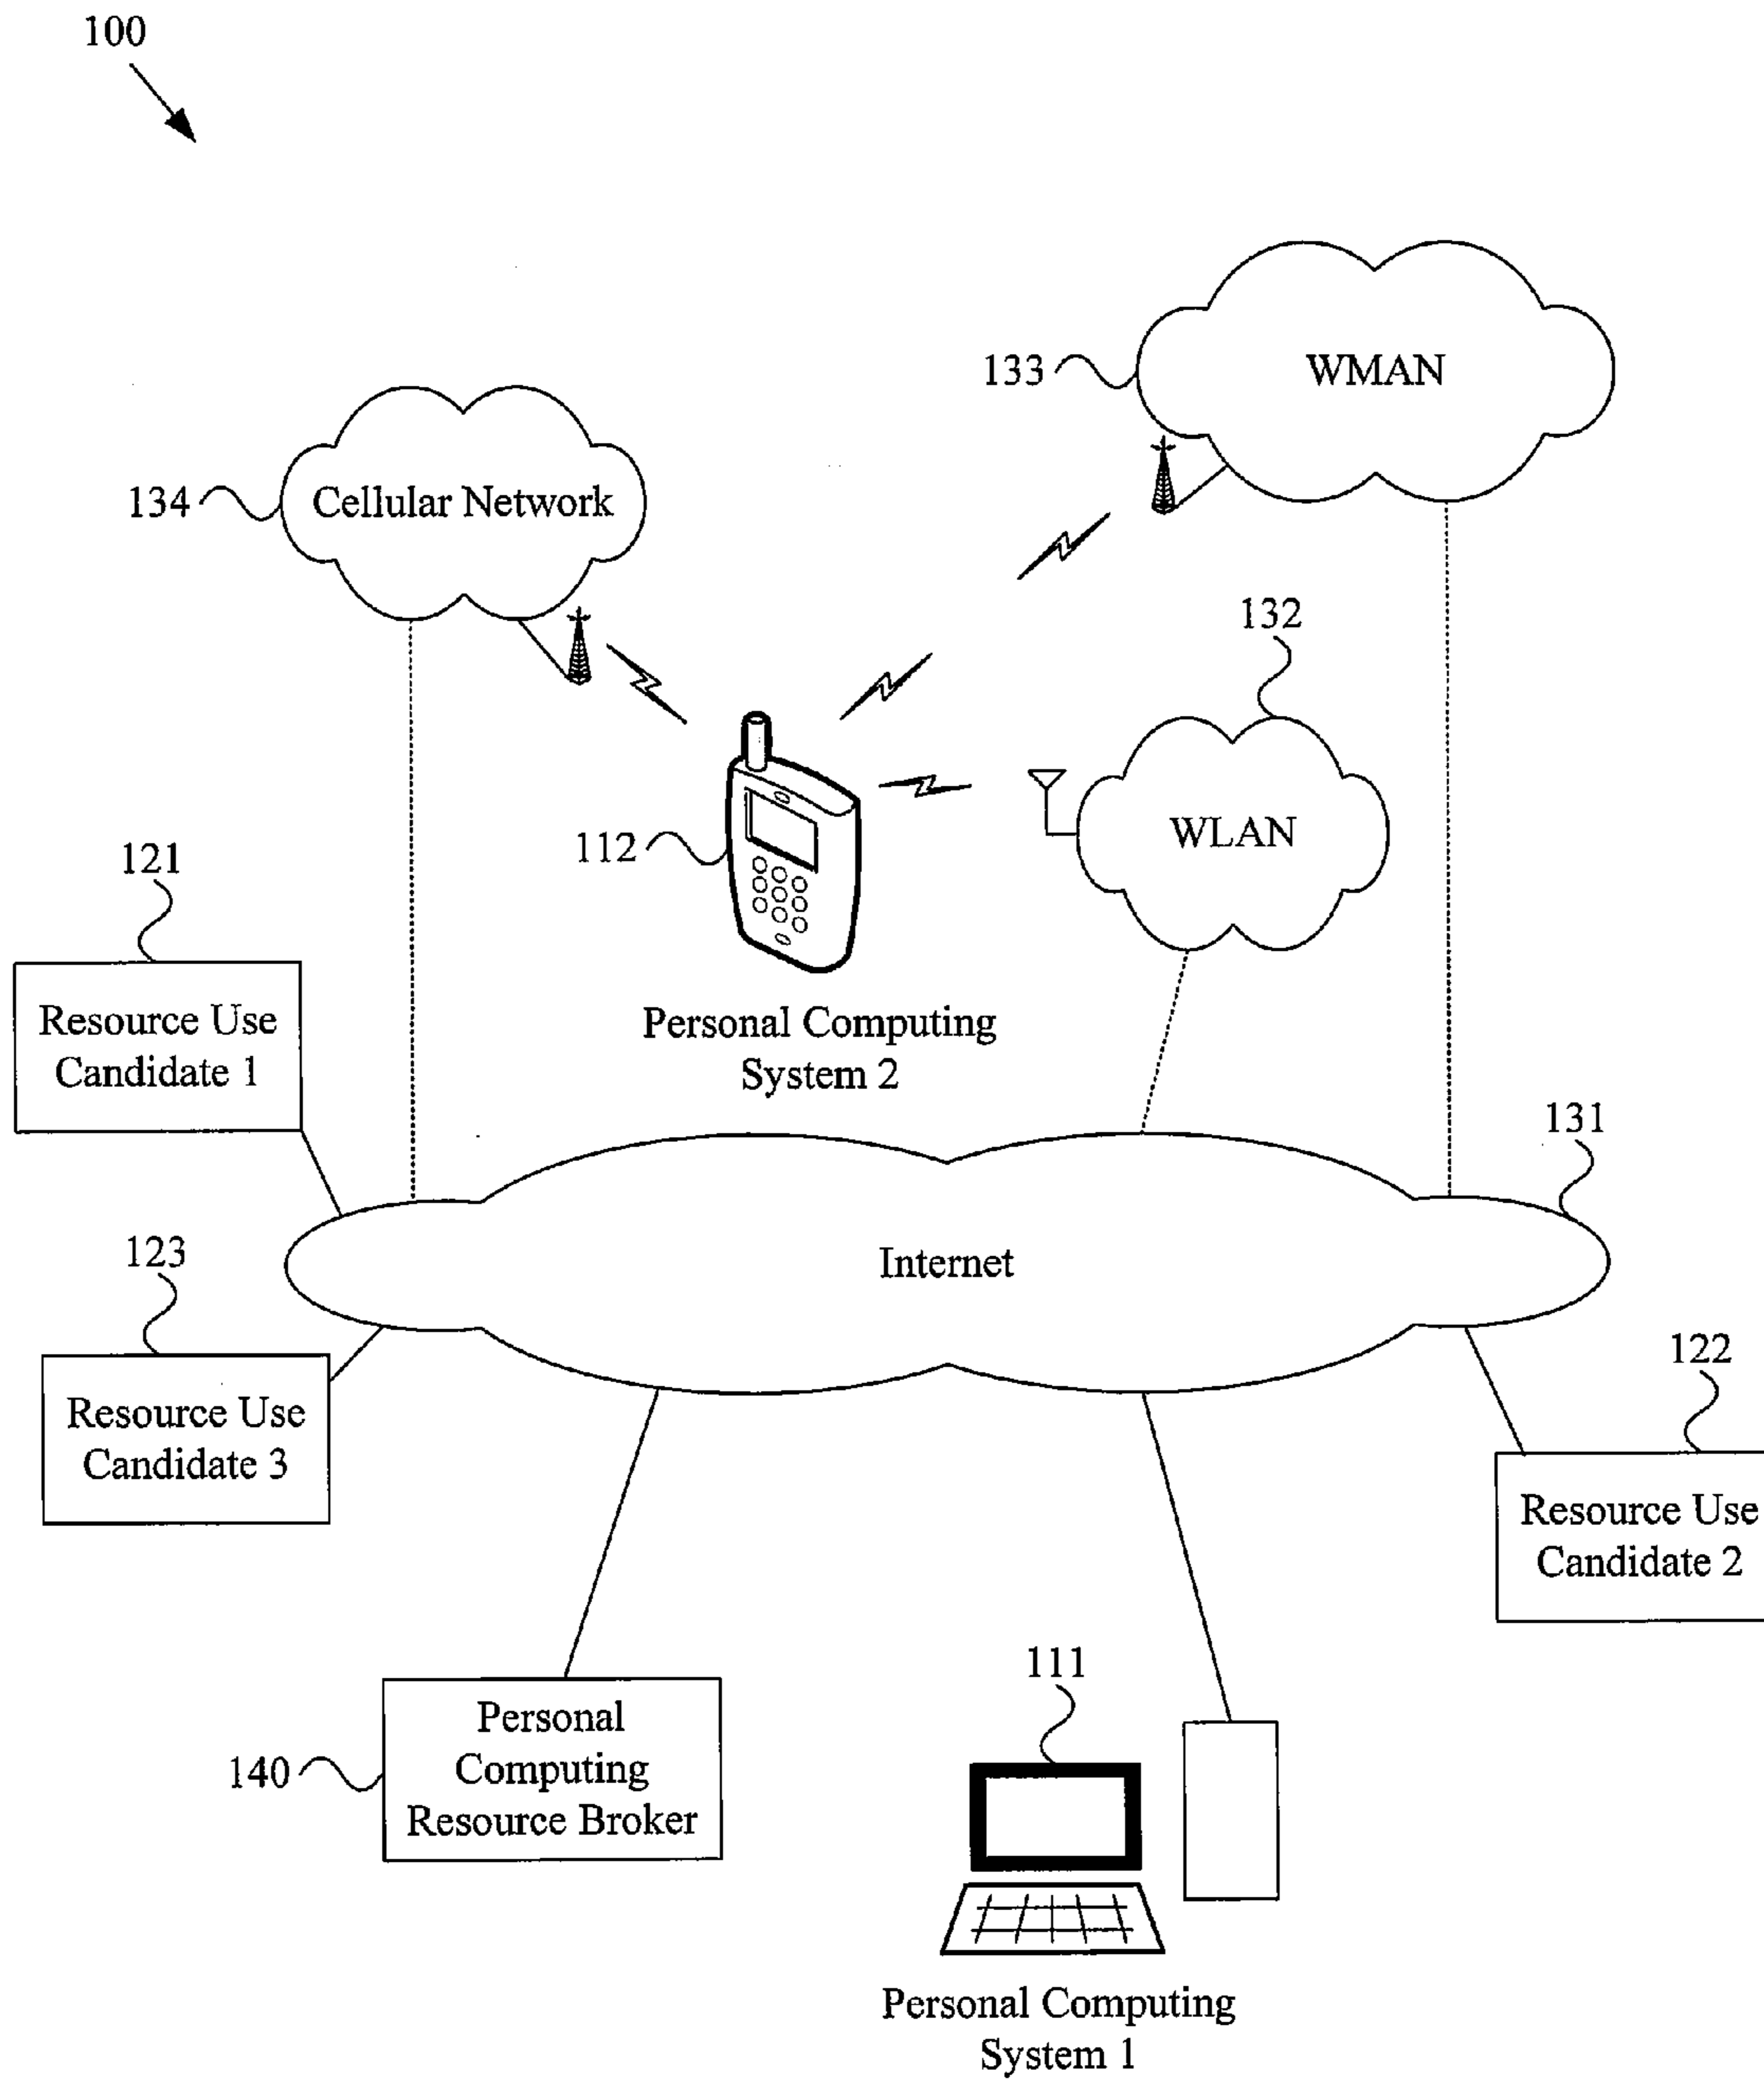 100
133
WMAN
134
Cellular Network
132
WLAN
112
121
Resource Use
Candidate 1
Personal Computing
System 2
131
123
Internet
Resource Use
Candidate 3
122
Resource Use
Candidate 2
111
140
Personal
Computing
Resource Broker
Personal Computing
System 1